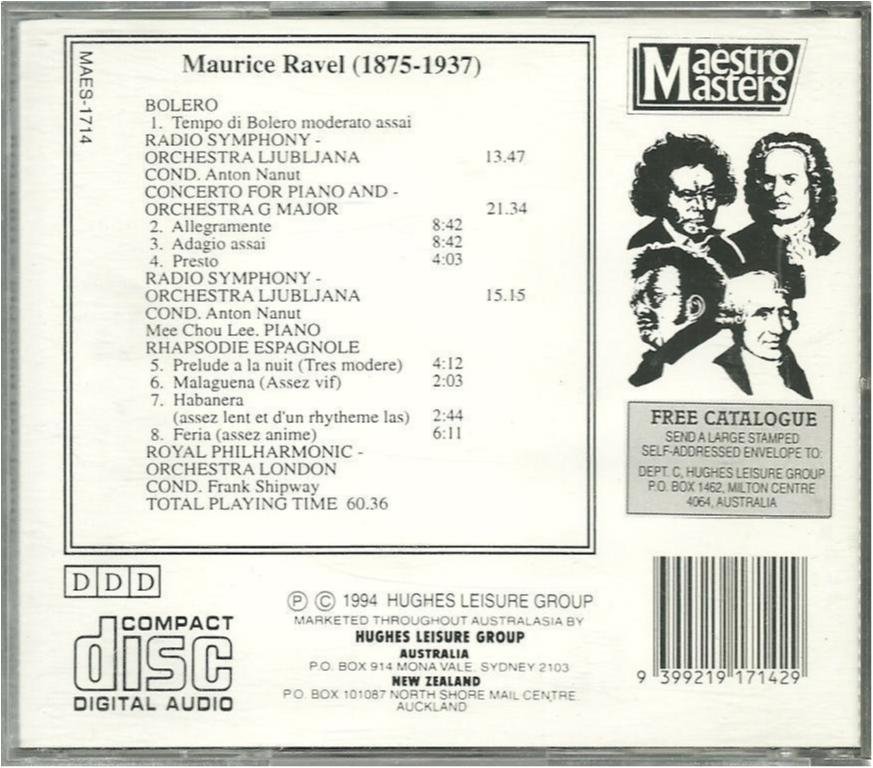 MAES-1714
Maurice Ravel (1875-1937)
BOLERO
1. Tempo di Bolero moderato assai
RADIO SYMPHONY -
ORCHESTRA LJUBLJANA 13.47
COND. Anton Nanut
CONCERTO FOR PIANO AND -
ORCHESTRA G MAJOR 21.34
2. Allegramente 8:42
3. Adagio assai 8:42
4. Presto 4:03
RADIO SYMPHONY -
ORCHESTRA LJUBLJANA 15.15
COND. Anton Nanut
Mee Chou Lee. PIANO
RHAPSODIE ESPAGNOLE
5. Prelude a la nuit (Tres modere) 4:12
6. Malaguena (Assez vif) 2:03
7. Habanera
(assez lent et d'un rhytheme las) 2:44
8. Feria (assez anime) 6:11
ROYAL PHILHARMONIC -
ORCHESTRA LONDON
COND. Frank Shipway
TOTAL PLAYING TIME 60.36
Maestro
Masters
FREE CATALOGUE
SEND A LARGE STAMPED
SELF-ADDRESSED ENVELOPE TO:
DEPT. C, HUGHES LEISURE GROUP
P.O. BOX 1462, MILTON CENTRE
4064, AUSTRALIA
DDD
COMPACT
disc
DIGITAL AUDIO
Ⓟ © 1994 HUGHES LEISURE GROUP
MARKETED THROUGHOUT AUSTRALASIA BY
HUGHES LEISURE GROUP
AUSTRALIA
P.O. BOX 914 MONA VALE. SYDNEY 2103
NEW ZEALAND
P.O. BOX 101087 NORTH SHORE MAIL CENTRE.
AUCKLAND
9 399219 171429